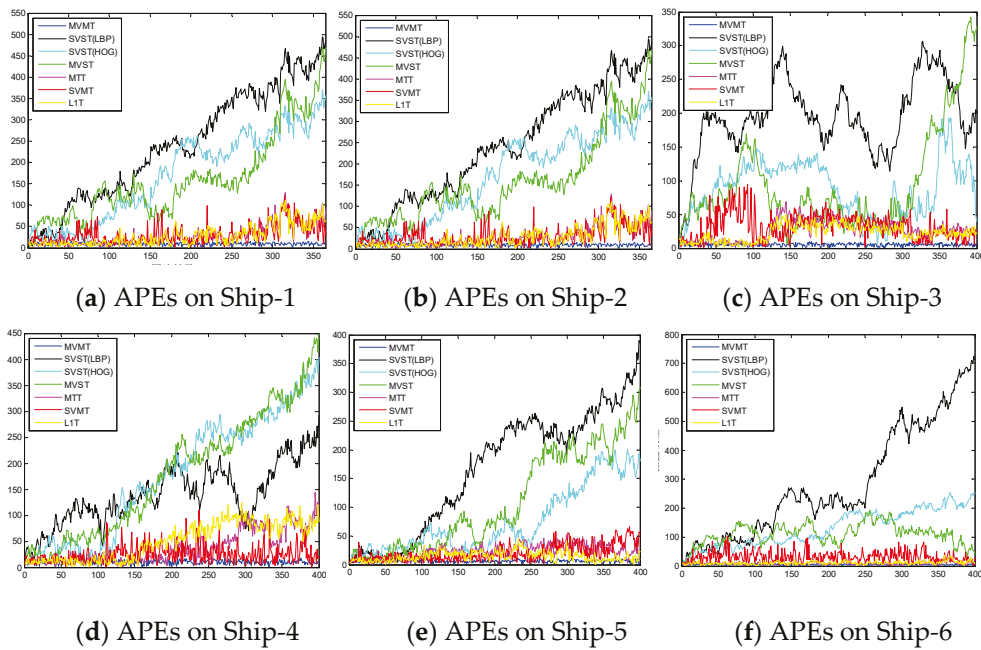 550
500
450
400
350
300
250
200
150
100
50
0
0 50 100 150 200 250 300 350
MVMT
SVST(LBP)
SVST(HOG)
MVST
MTT
SVMT
L1T
(a) APEs on Ship-1
550
500
450
400
350
300
250
200
150
100
50
0
0 50 100 150 200 250 300 350
MVMT
SVST(LBP)
SVST(HOG)
MVST
MTT
SVMT
L1T
(b) APEs on Ship-2
350
300
250
200
150
100
50
0
0 50 100 150 200 250 300 350 400
MVMT
SVST(LBP)
SVST(HOG)
MVST
MTT
SVMT
L1T
(c) APEs on Ship-3
450
400
350
300
250
200
150
100
50
0
0 50 100 150 200 250 300 350 400
MVMT
SVST(LBP)
SVST(HOG)
MVST
MTT
SVMT
L1T
(d) APEs on Ship-4
400
350
300
250
200
150
100
50
0
0 50 100 150 200 250 300 350 400
MVMT
SVST(LBP)
SVST(HOG)
MVST
MTT
SVMT
L1T
(e) APEs on Ship-5
800
700
600
500
400
300
200
100
0
0 50 100 150 200 250 300 350 400
MVMT
SVST(LBP)
SVST(HOG)
MVST
MTT
SVMT
L1T
(f) APEs on Ship-6